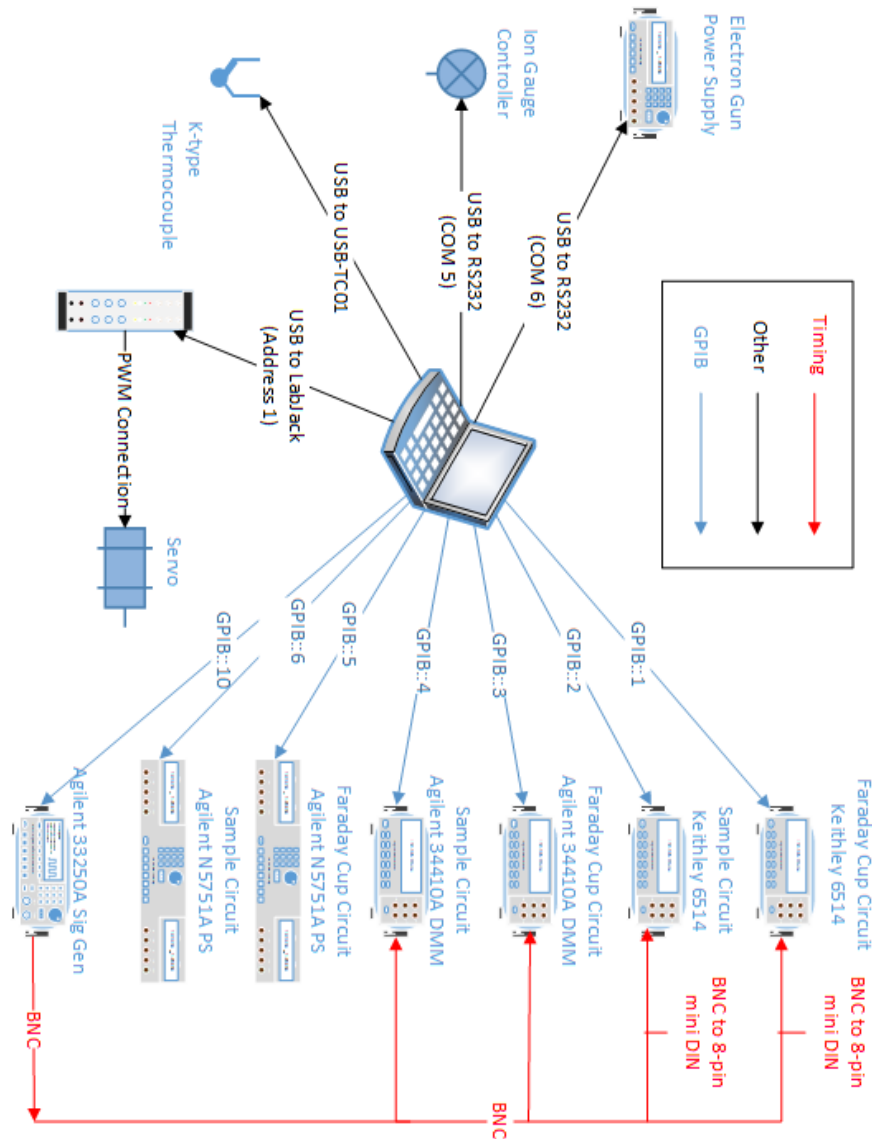 Timing
Other
GPIB
Electron Gun
Power Supply
Ion Gauge
Controller
K-type
Thermocouple
USB to RS232
(COM 6)
USB to RS232
(COM 5)
USB to USB-TC01
USB to LabJack
(Address 1)
PWM Connection
Servo
GPIB::1
GPIB::2
GPIB::3
GPIB::4
GPIB::5
GPIB::6
GPIB::10
Faraday Cup Circuit
Keithley 6514
Sample Circuit
Keithley 6514
Faraday Cup Circuit
Agilent 34410A DMM
Sample Circuit
Agilent 34410A DMM
Faraday Cup Circuit
Agilent N5751A PS
Sample Circuit
Agilent N5751A PS
Agilent 33250A Sig Gen
BNC to 8-pin
mini DIN
BNC to 8-pin
mini DIN
BNC
BNC